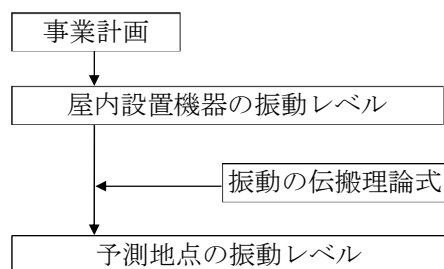 事業計画
屋内設置機器の振動レベル
振動の伝搬理論式
予測地点の振動レベル